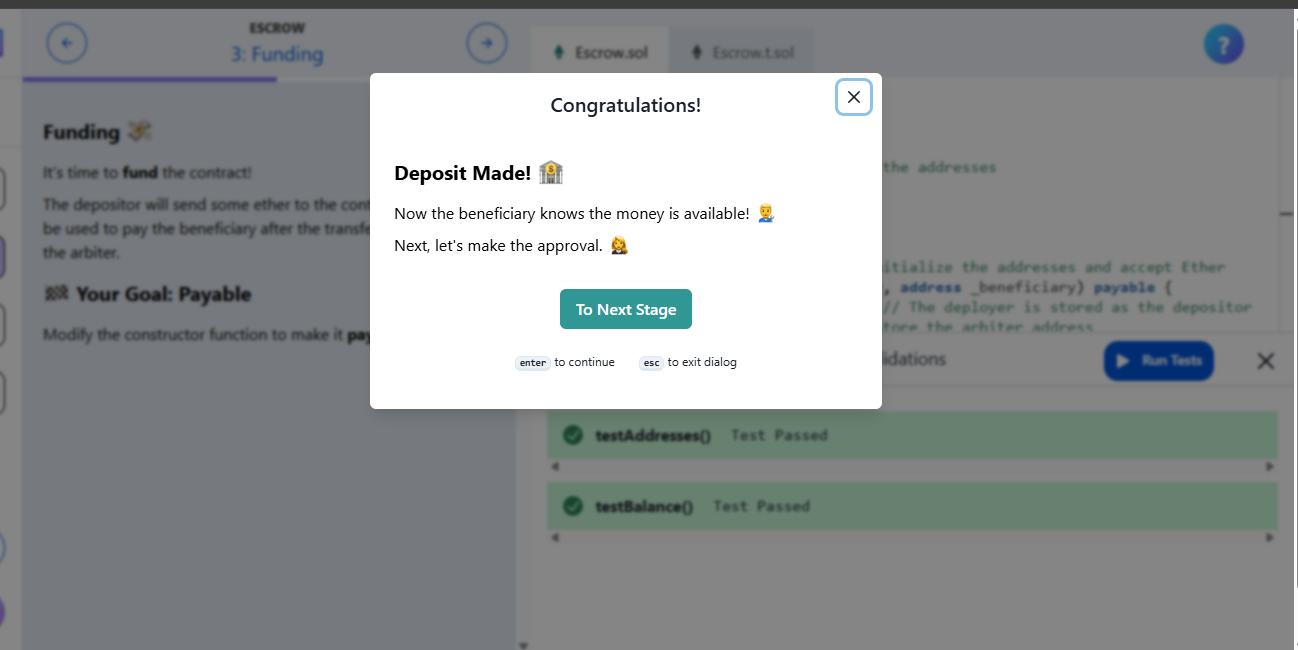 ESCROW
3: Funding
Escrow.sol
Escrow.t.sol
?
Funding
It's time to fund the contract!
The depositor will send some ether to the cont
be used to pay the beneficiary after the transfe
the arbiter.
Your Goal: Payable
Modify the constructor function to make it pay
Congratulations!
Deposit Made!
Now the beneficiary knows the money is available!
Next, let's make the approval.
To Next Stage
enter to continue esc to exit dialog
the addresses
itialize the addresses and accept Ether
, address _beneficiary) payable {
// The deployer is stored as the depositor
tore the arbiter address
idations
Run Tests
testAddresses() Test Passed
testBalance() Test Passed